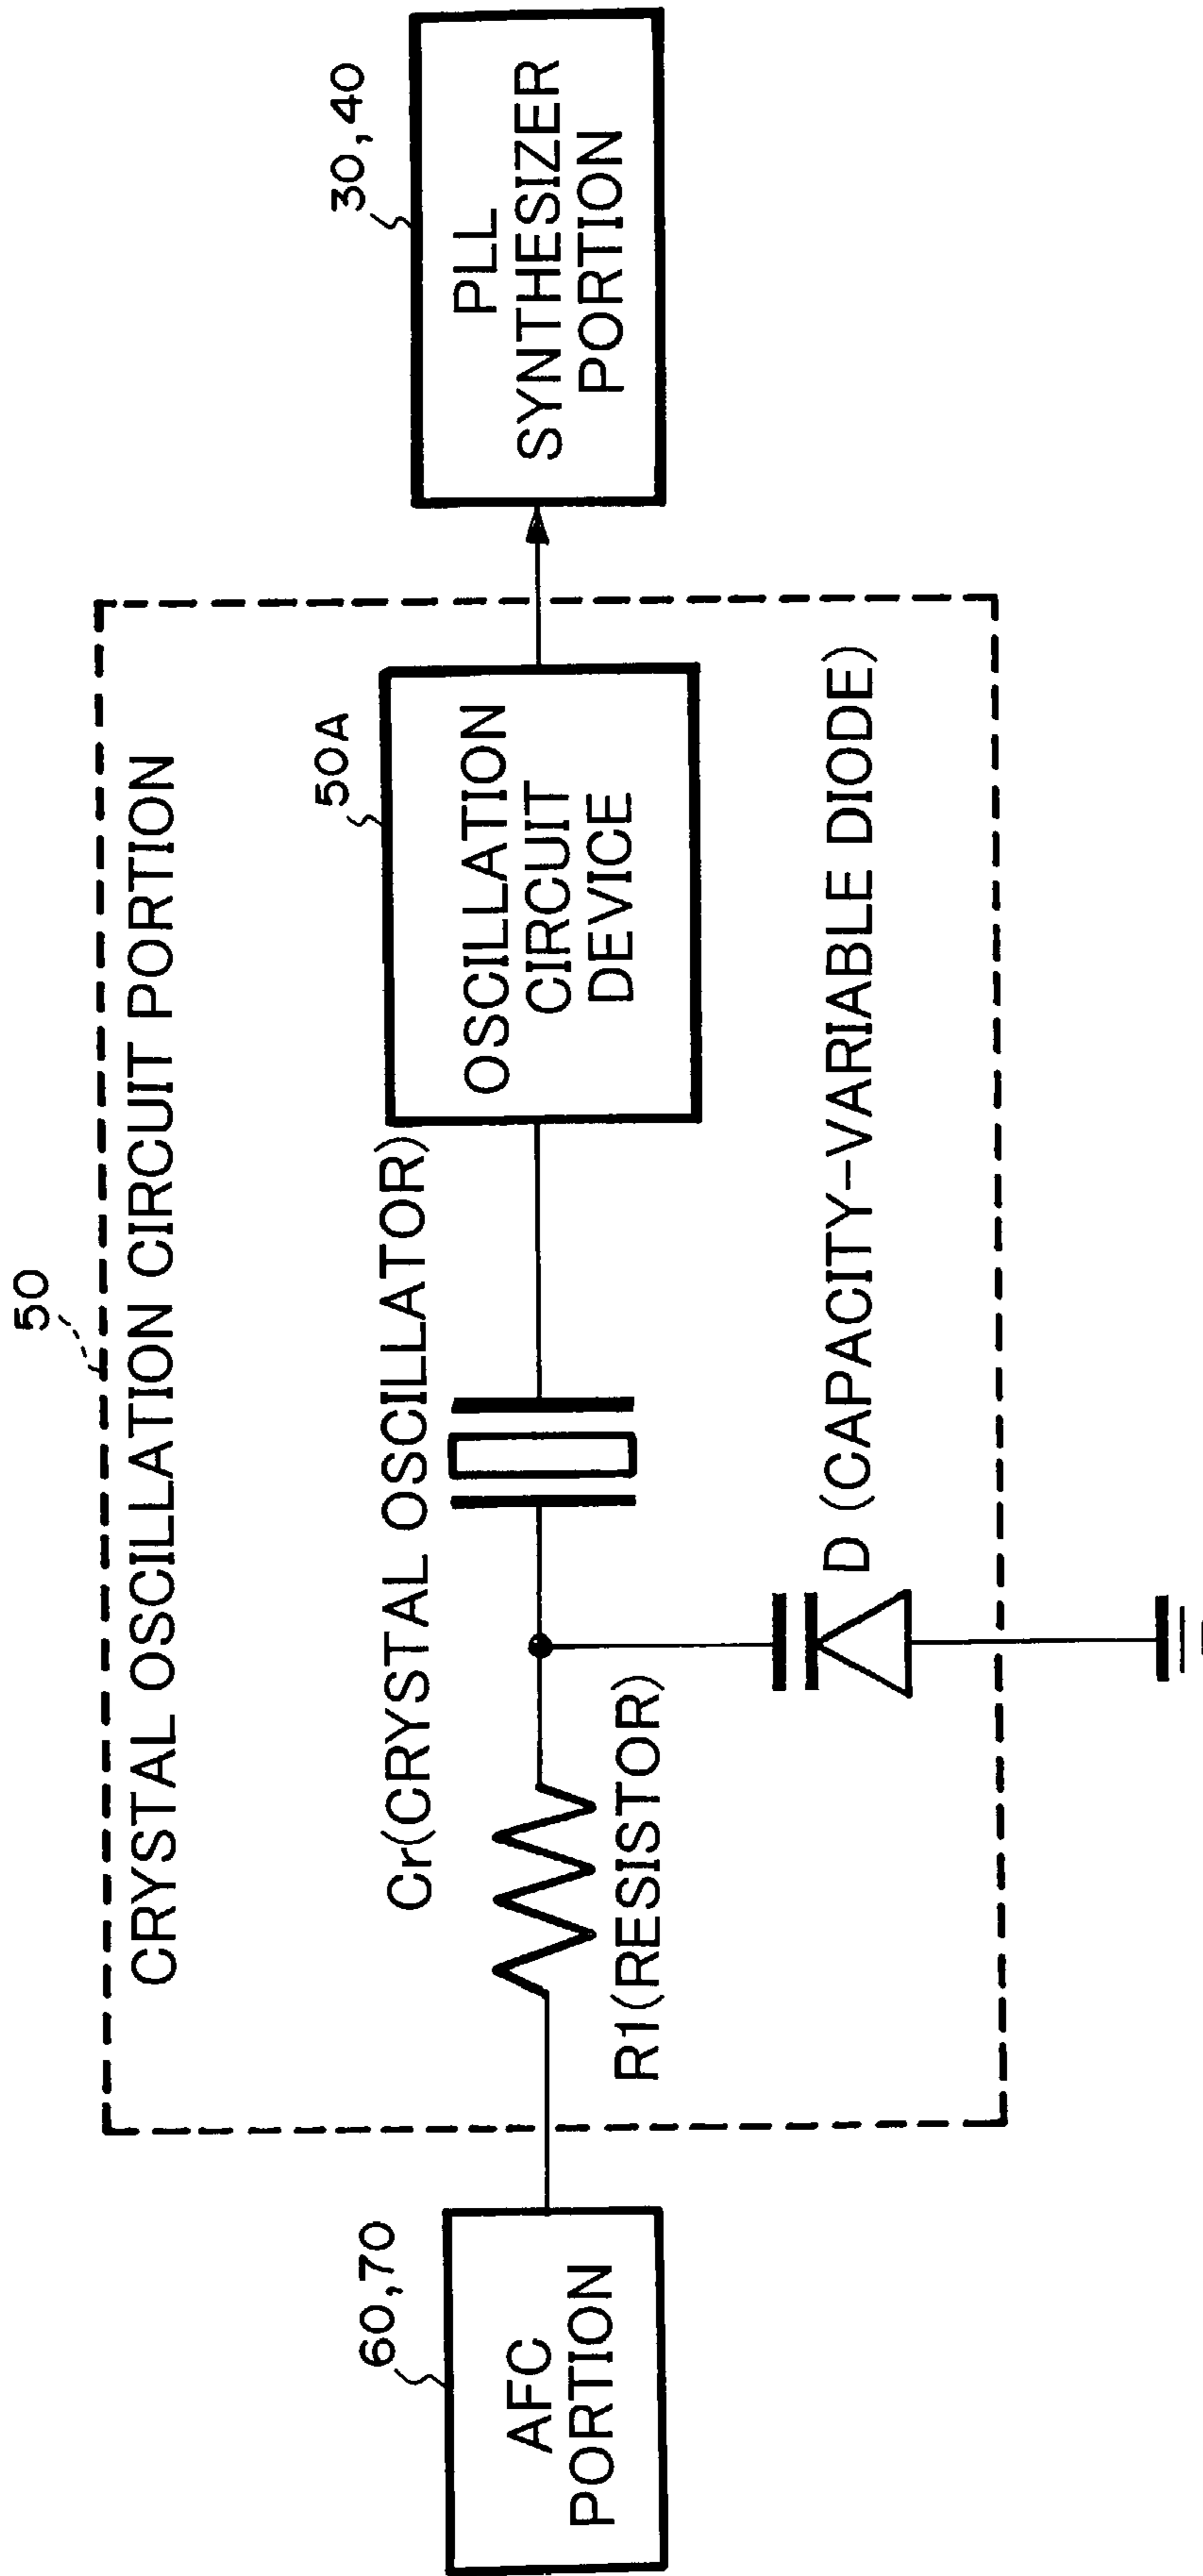 50
CRYSTAL OSCILLATION CIRCUIT PORTION
60,70
AFC
PORTION
R1(RESISTOR)
Cr(CRYSTAL OSCILLATOR)
D (CAPACITY-VARIABLE DIODE)
50A
OSCILLATION
CIRCUIT
DEVICE
30,40
PLL
SYNTHESIZER
PORTION